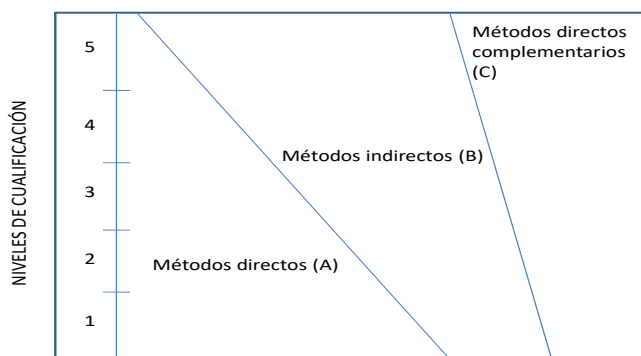 NIVELES DE CUALIFICACIÓN
5
4
3
2
1
Métodos directos
complementarios
(C)
Métodos indirectos (B)
Métodos directos (A)